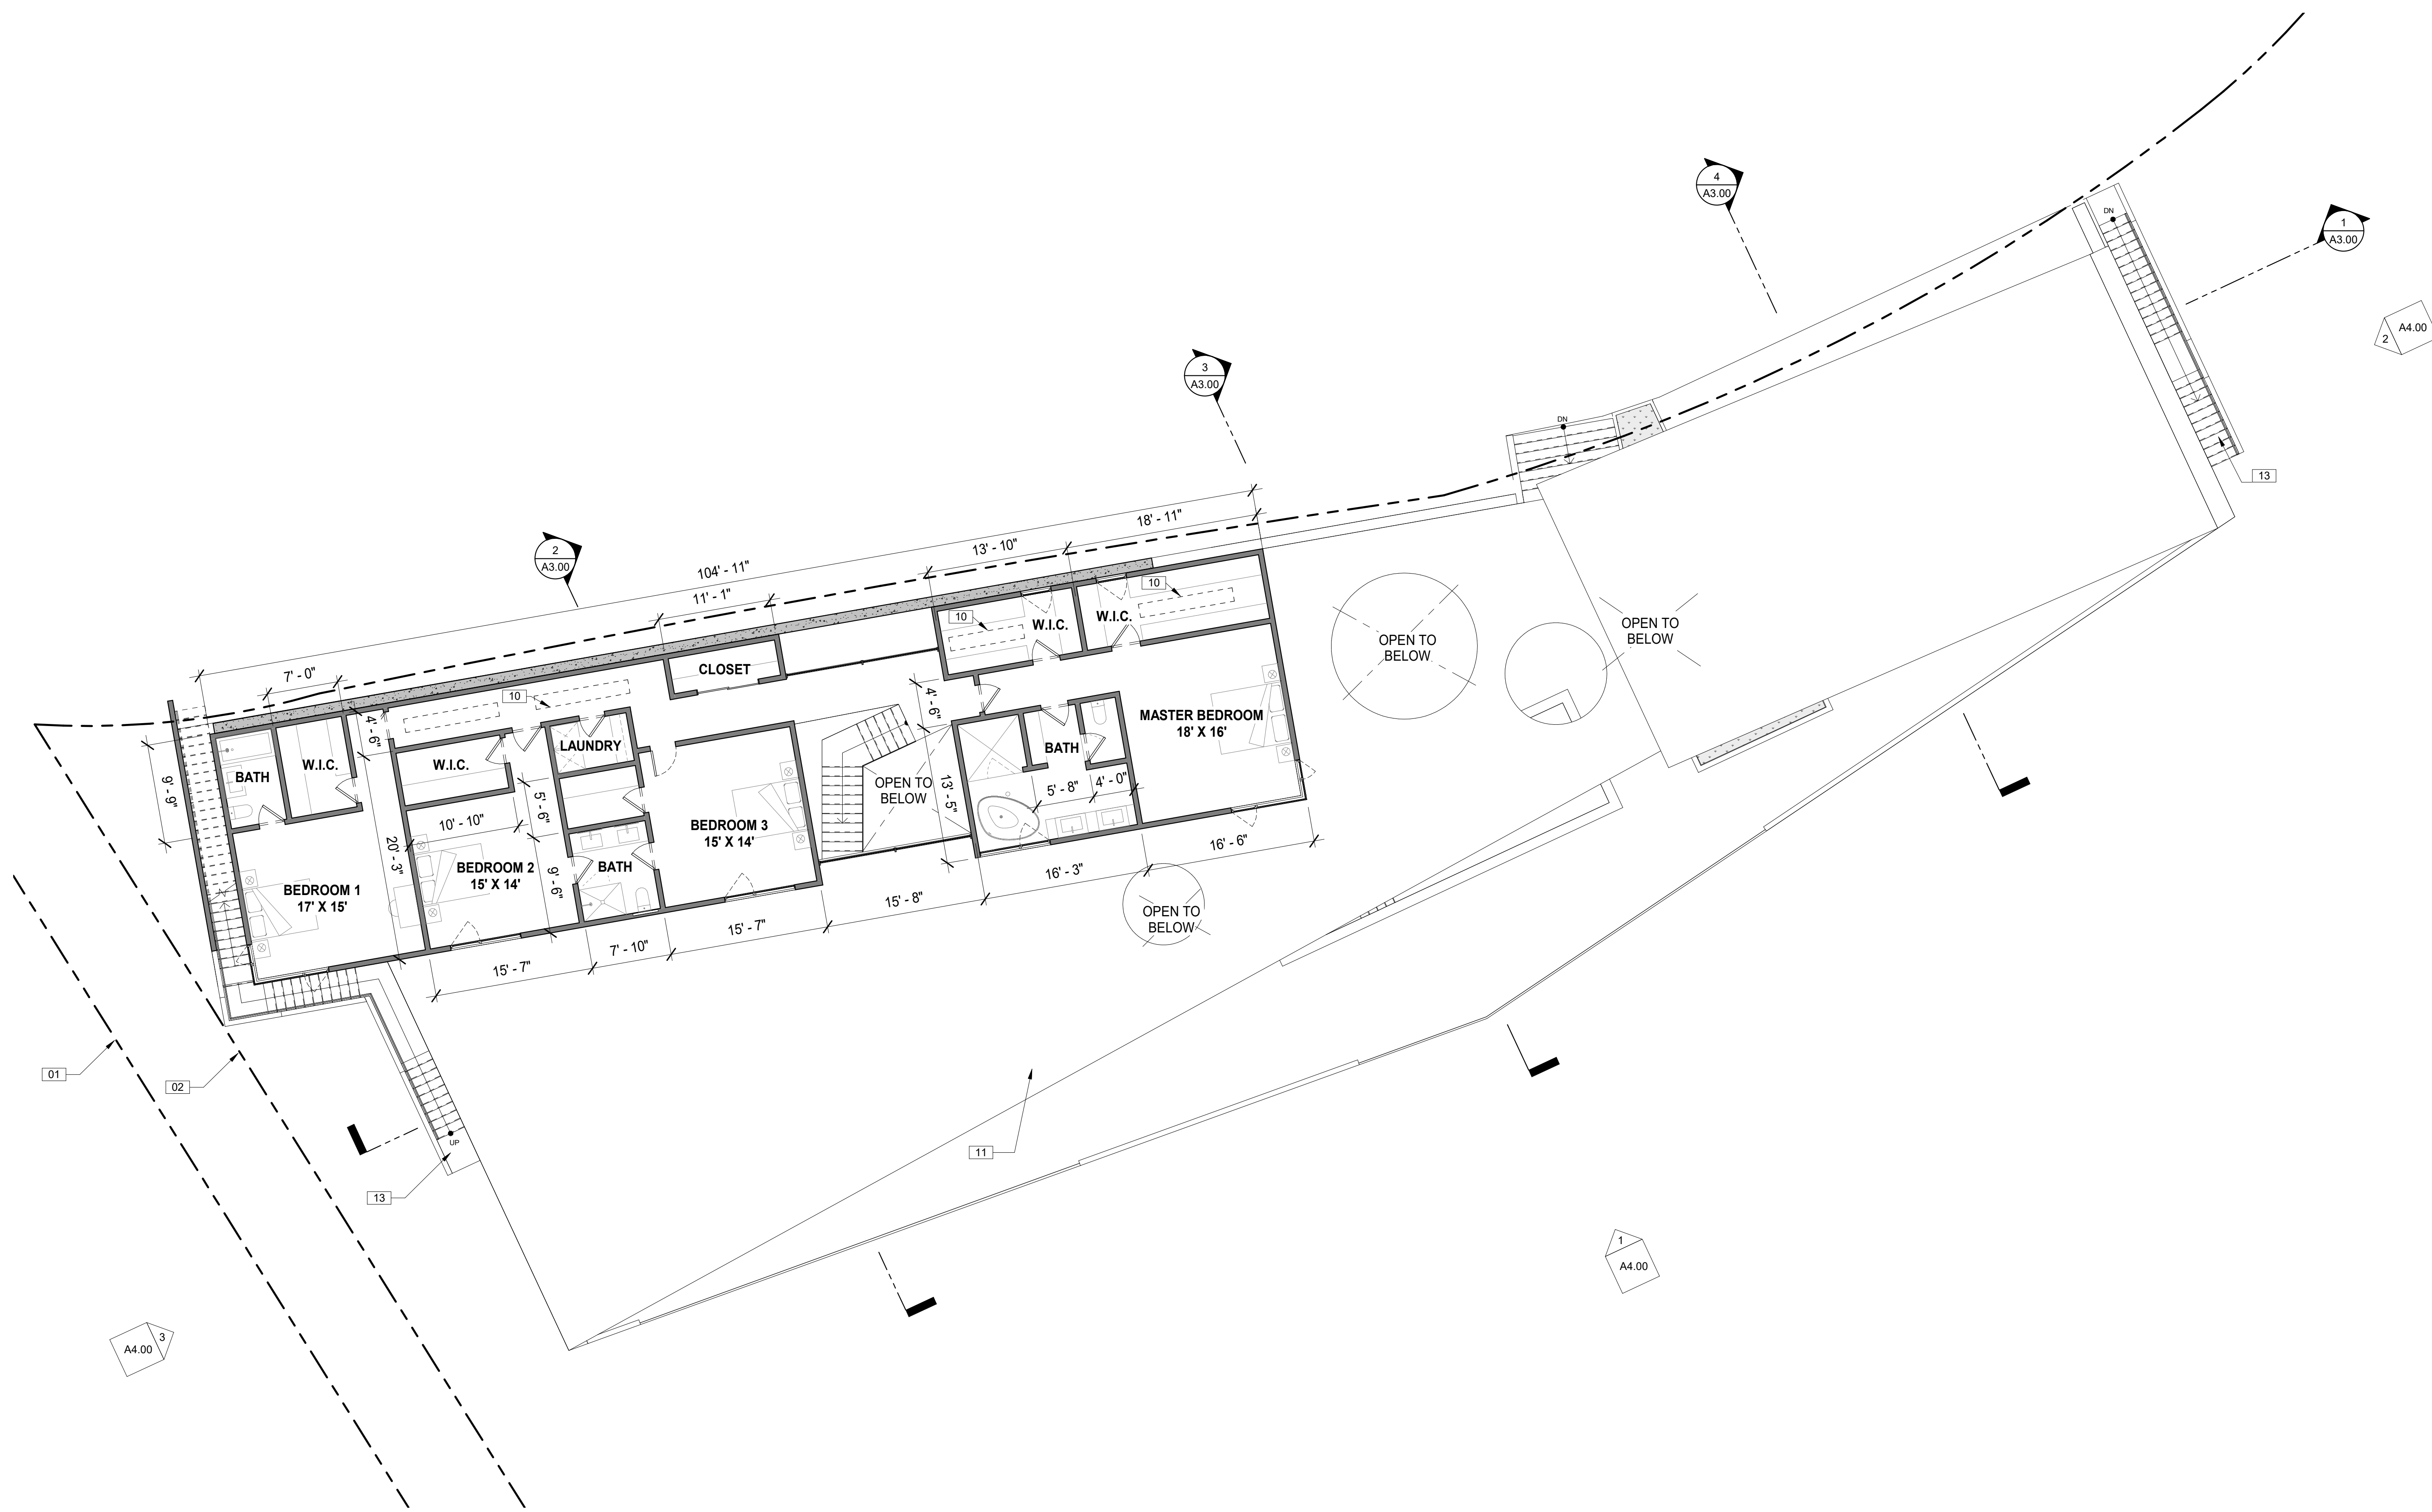 4
A3.00
1
A3.00
DN
2
A4.00
3
A3.00
DN
13
2
A3.00
18' - 11"
13' - 10"
104' - 11"
11' - 1"
7' - 0"
10
10
W.I.C.
W.I.C.
OPEN TO
BELOW
OPEN TO
BELOW
CLOSET
10
4' - 6"
4' - 6"
MASTER BEDROOM
18' X 16'
BATH
LAUNDRY
W.I.C.
W.I.C.
BATH
9' - 9"
OPEN TO
BELOW
13' - 5"
5' - 8"
4' - 0"
5' - 6"
10' - 10"
20' - 3"
BEDROOM 3
15' X 14'
BEDROOM 2
15' X 14'
BATH
9' - 6"
BEDROOM 1
17' X 15'
16' - 6"
16' - 3"
15' - 8"
15' - 7"
7' - 10"
15' - 7"
OPEN TO
BELOW
01
02
UP
11
13
1
A4.00
3
A4.00